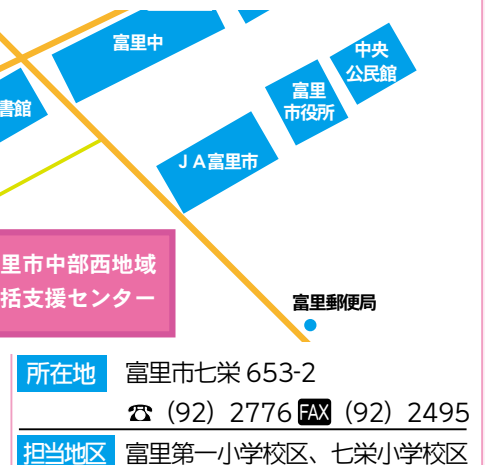 富里中
中央
公民館
富里
市役所
書館
ＪＡ富里市
里市中部西地域
括支援センター
富里郵便局
所在地 富里市七栄 653-2
☎（92）2776 FAX（92）2495
担当地区 富里第一小学校区、七栄小学校区